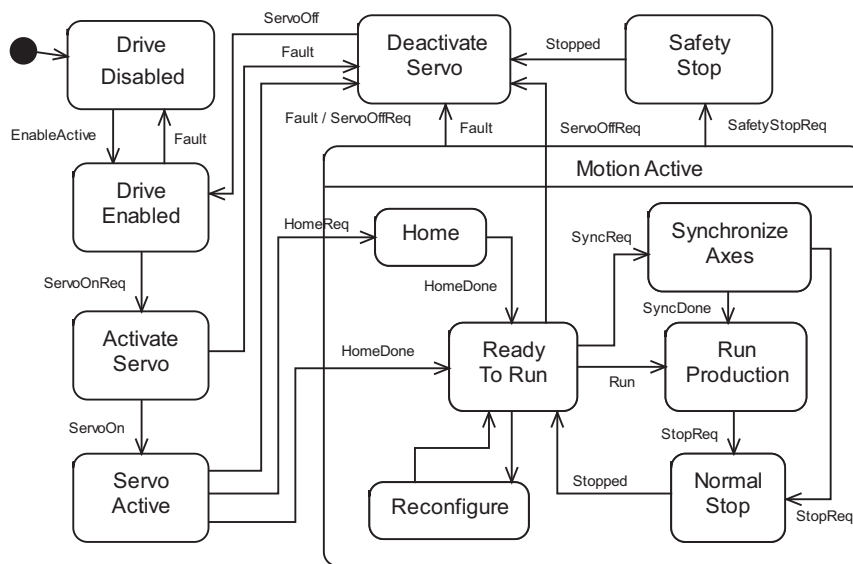 ServoOff
Drive
Disabled
Deactivate
Servo
Stopped
Safety
Stop
Fault
EnableActive
Fault
Fault / ServoOffReq
Fault
ServoOffReq
SafetyStopReq
Motion Active
Drive
Enabled
HomeReq
Home
SyncReq
Synchronize
Axes
ServoOnReq
HomeDone
SyncDone
Activate
Servo
HomeDone
Ready
To Run
Run
Run
Production
ServoOn
StopReq
Servo
Active
Reconfigure
Stopped
Normal
Stop
StopReq